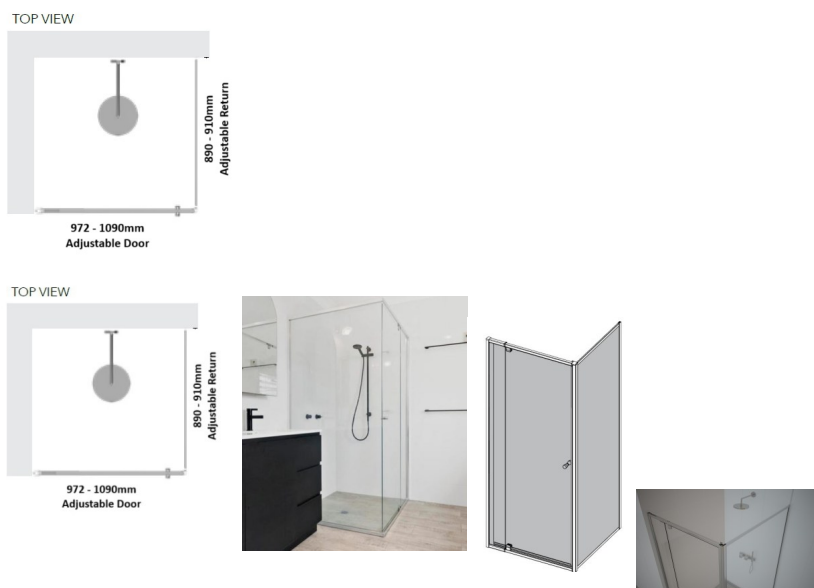 TOP VIEW
890 - 910mm
Adjustable Return
972 - 1090mm
Adjustable Door
TOP VIEW
890 - 910mm
Adjustable Return
972 - 1090mm
Adjustable Door